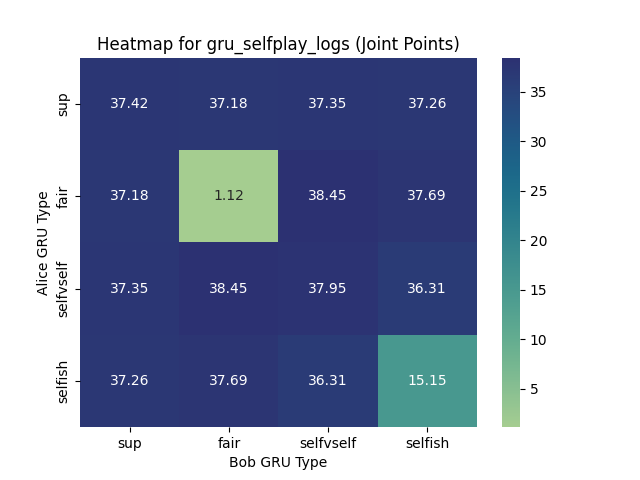 Heatmap for gru_selfplay_logs (Joint Points)
Alice GRU Type
sup 37.42 37.18 37.35 37.26
fair 37.18 1.12 38.45 37.69
selfvself 37.35 38.45 37.95 36.31
selfish 37.26 37.69 36.31 15.15
sup fair selfvself selfish
Bob GRU Type
35
30
25
20
15
10
5